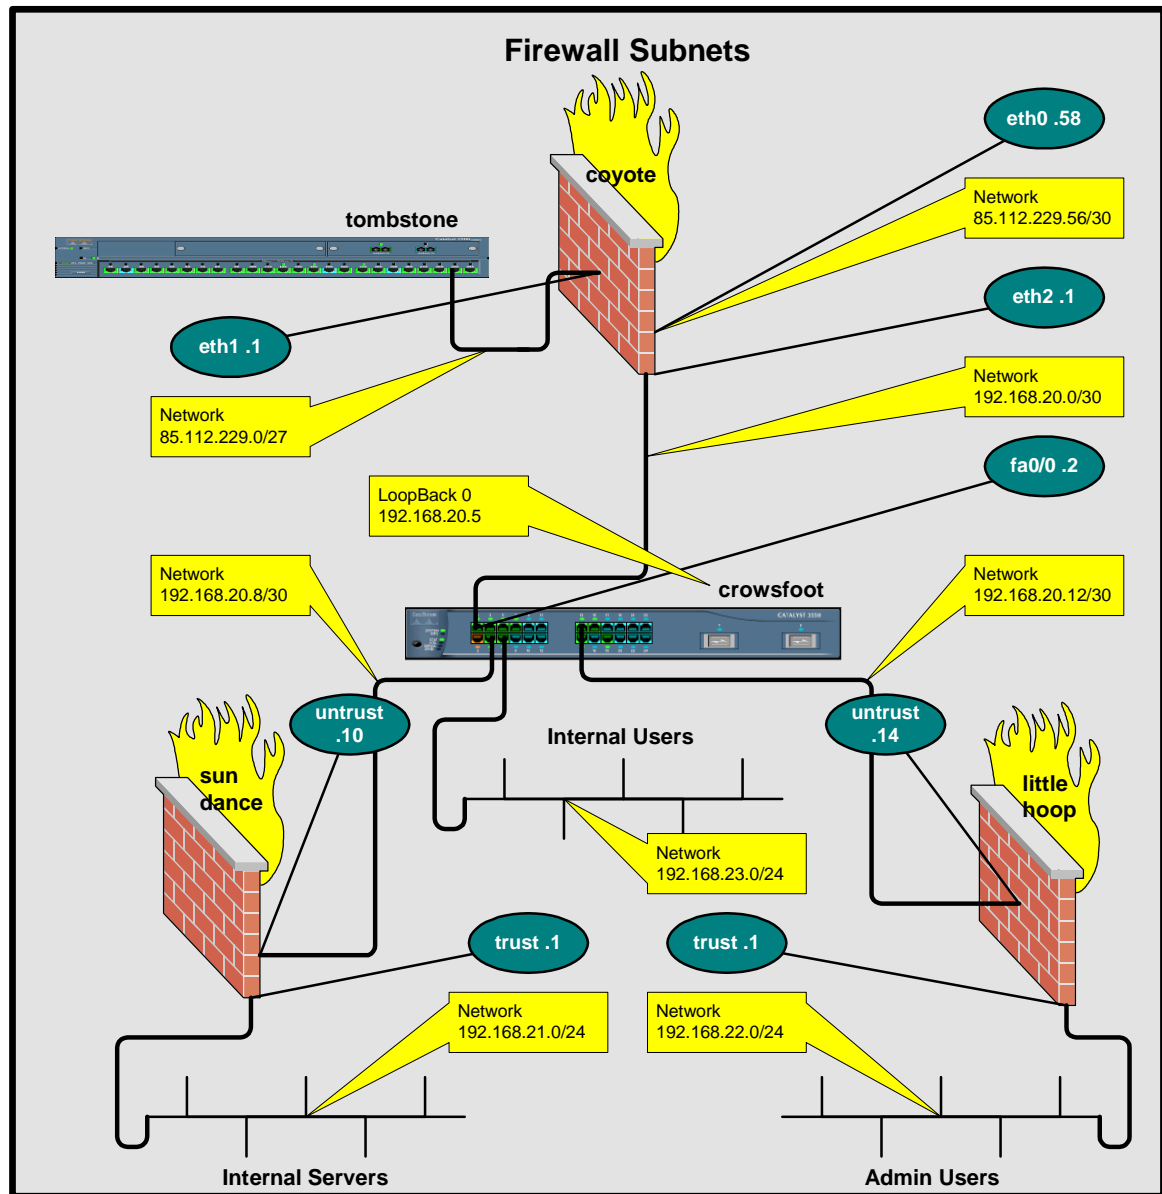 Firewall Subnets
eth0 .58
coyote
Network
85.112.229.56/30
tombstone
eth2 .1
eth1 .1
Network
192.168.20.0/30
Network
85.112.229.0/27
fa0/0 .2
LoopBack 0
192.168.20.5
Network
192.168.20.8/30
crowsfoot
Network
192.168.20.12/30
CATALYST 3550
untrust
.10
Internal Users
untrust
.14
sun
dance
little
hoop
Network
192.168.23.0/24
trust .1
trust .1
Network
192.168.21.0/24
Network
192.168.22.0/24
Internal Servers
Admin Users